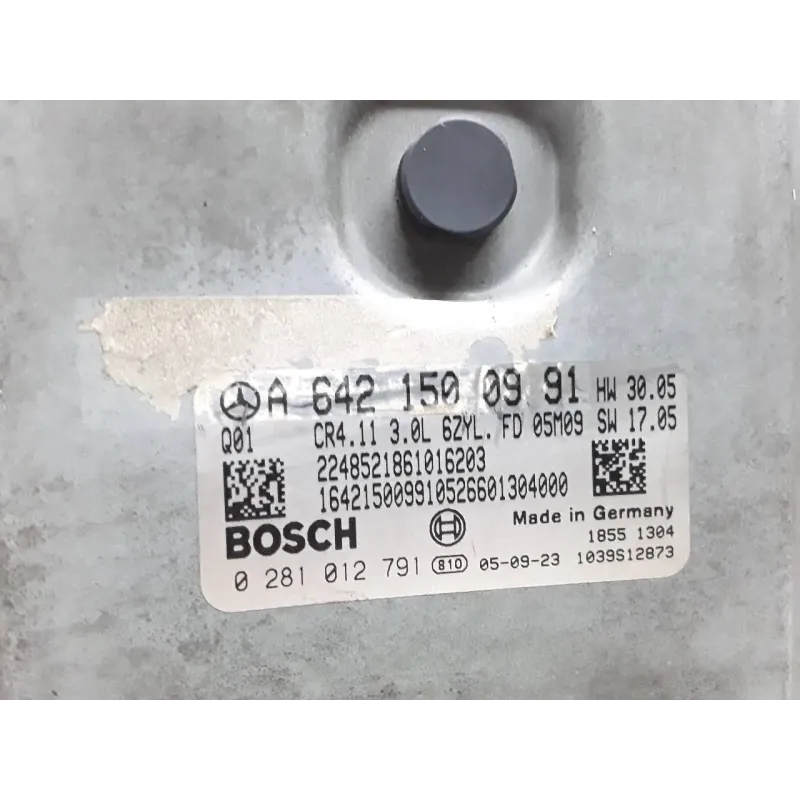 A 642 150 09 91 HW 30.05
Q01 CR4.11 3.0L 6ZYL. FD 05M09 SW 17.05
2248521861016203
164215009910526601304000
BOSCH Made in Germany
1855 1304
0 281 012 791 810 05-09-23 1039S12873